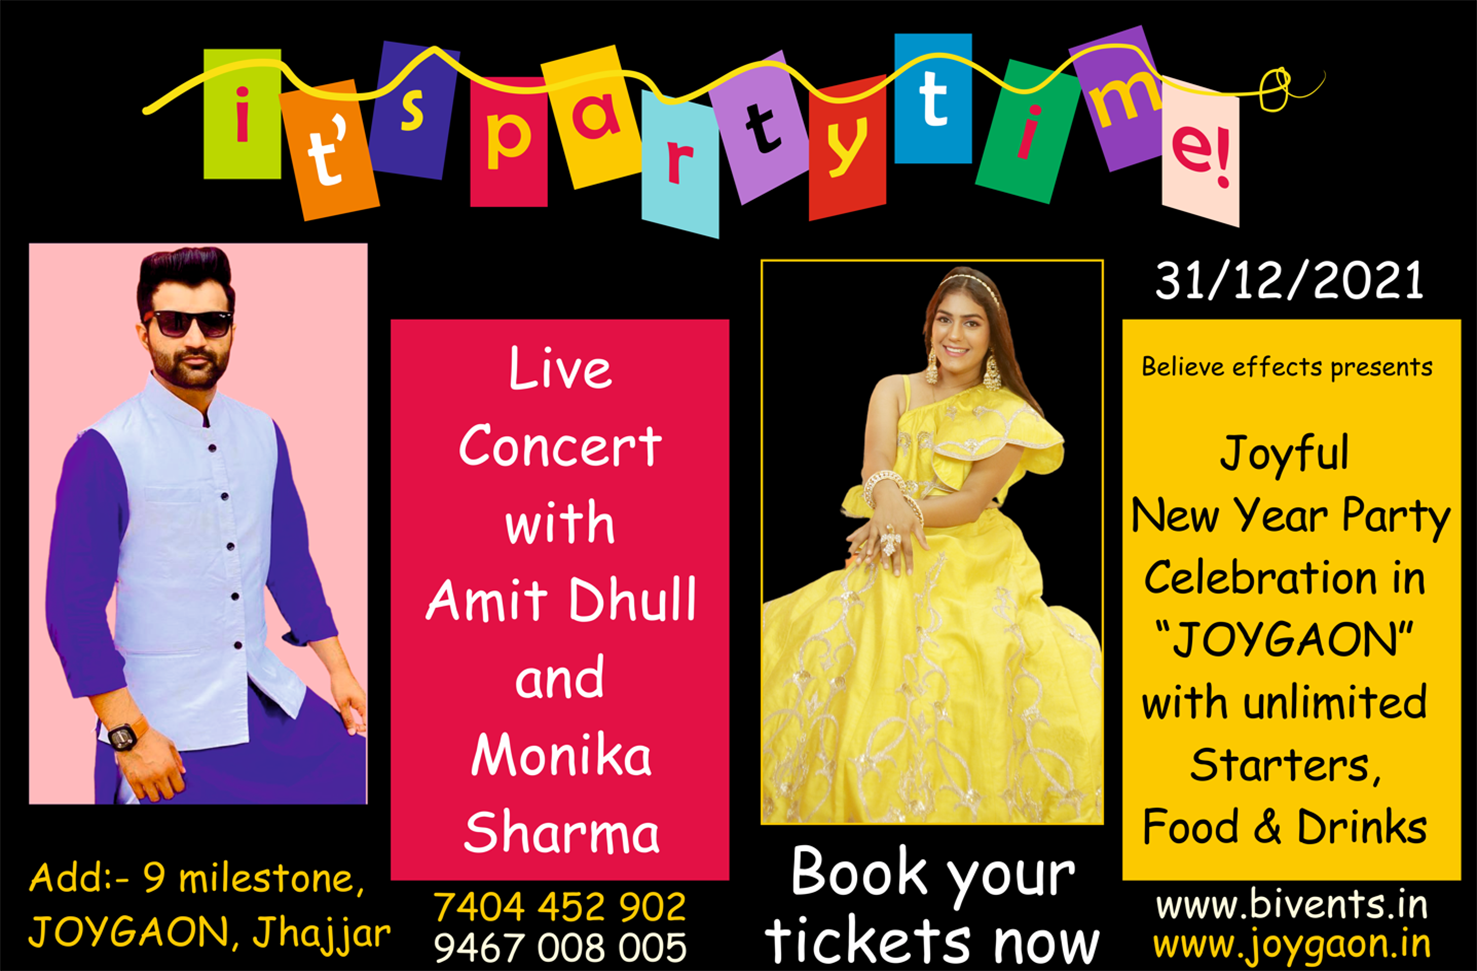 it's party time!
31/12/2021
Live
Concert
with
Amit Dhull
and
Monika
Sharma
Believe effects presents
Joyful
New Year Party
Celebration in
“JOYGAON”
with unlimited
Starters,
Food & Drinks
Add:- 9 milestone,
JOYGAON, Jhajjar
7404 452 902
9467 008 005
Book your
tickets now
www.bivents.in
www.joygaon.in